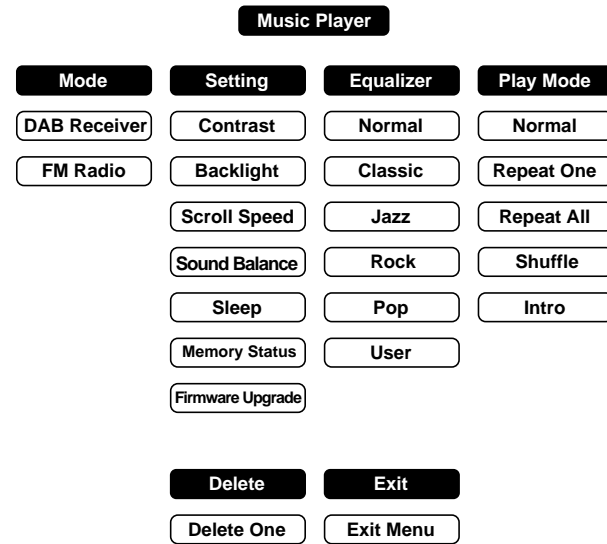 Music Player
Mode Setting Equalizer Play Mode
DAB Receiver Contrast Normal Normal
FM Radio Backlight Classic Repeat One
Scroll Speed Jazz Repeat All
Sound Balance Rock Shuffle
Sleep Pop Intro
Memory Status User
Firmware Upgrade
Delete Exit
Delete One Exit Menu